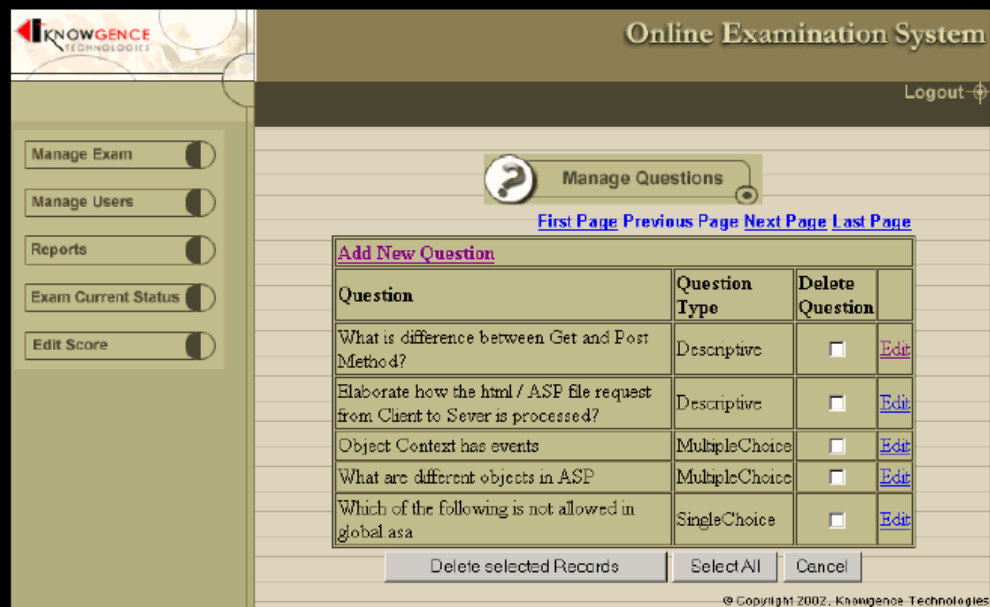 KNOWGENCE
TECHNOLOGIES
Online Examination System
Logout
Manage Exam
Manage Users
Reports
Exam Current Status
Edit Score
Manage Questions
First Page Previous Page Next Page Last Page
Add New Question
Question
Question
Type
Delete
Question
What is difference between Get and Post
Method?
Descriptive
Edit
Elaborate how the html / ASP file request
from Client to Sever is processed?
Descriptive
Edit
Object Context has events
MultipleChoice
Edit
What are different objects in ASP
MultipleChoice
Edit
Which of the following is not allowed in
global.asa
SingleChoice
Edit
Delete selected Records
Select All
Cancel
© Copyright 2002, Knowgence Technologies